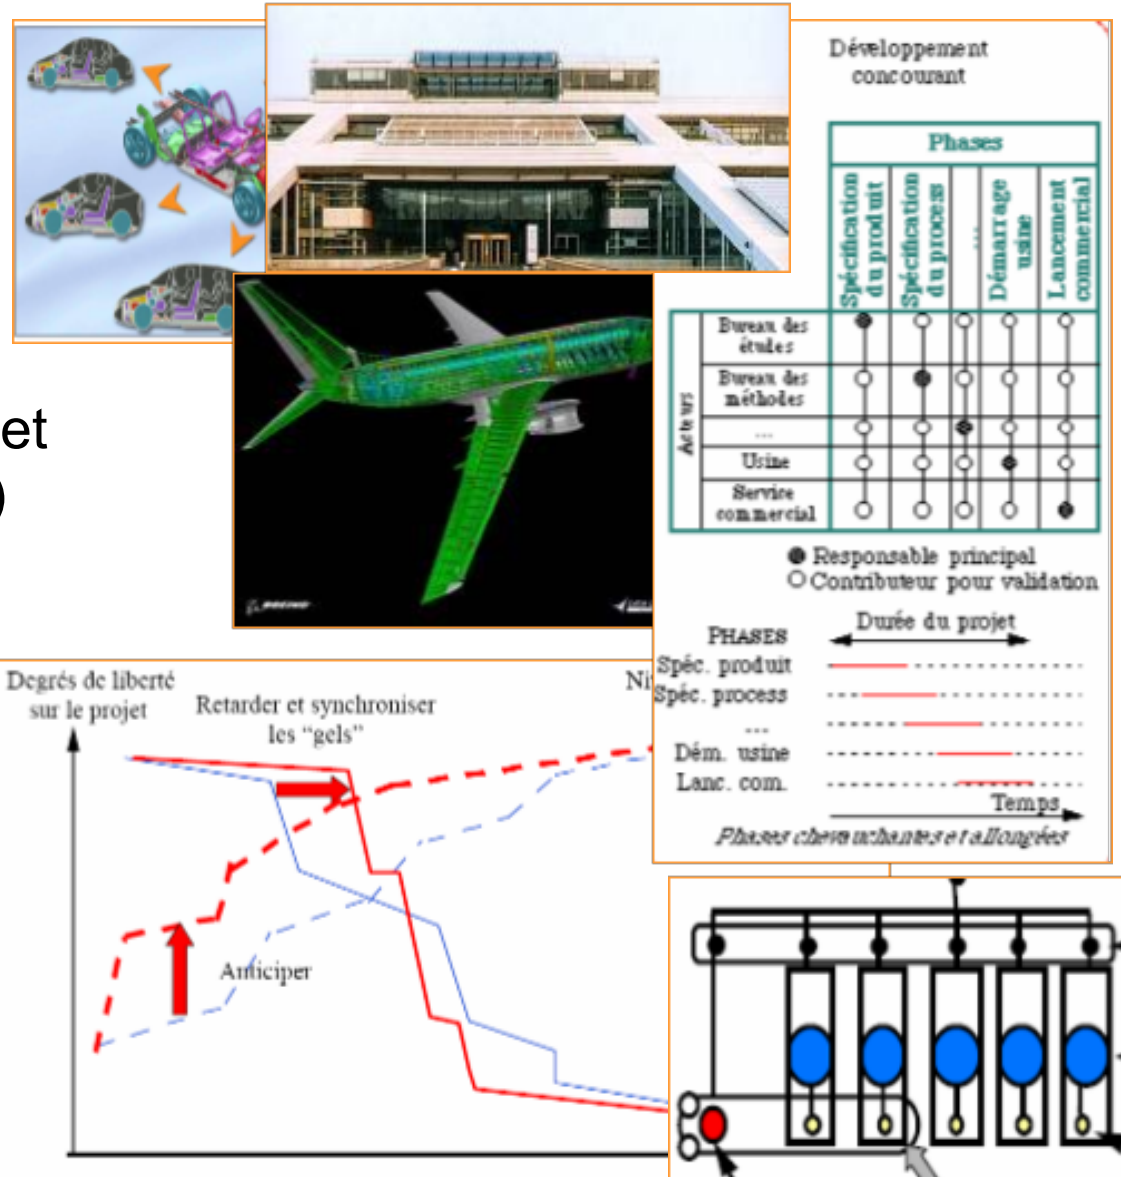 et
)
Développement
concourant
Phases
Spécification
du produit
Spécification
du process
...
Démarrage
usine
Lancement
commercial
Acteurs
Bureau des
études
Bureau des
méthodes
...
Usine
Service
commercial
Responsable principal
Contributeur pour validation
Durée du projet
PHASES
Spéc. produit
Spéc. process
...
Dém. usine
Lanc. com.
Temps
Phases chevauchantes et allongées
BOEING
Degrés de liberté
sur le projet
Retarder et synchroniser
les “gels”
Ni
Anticiper